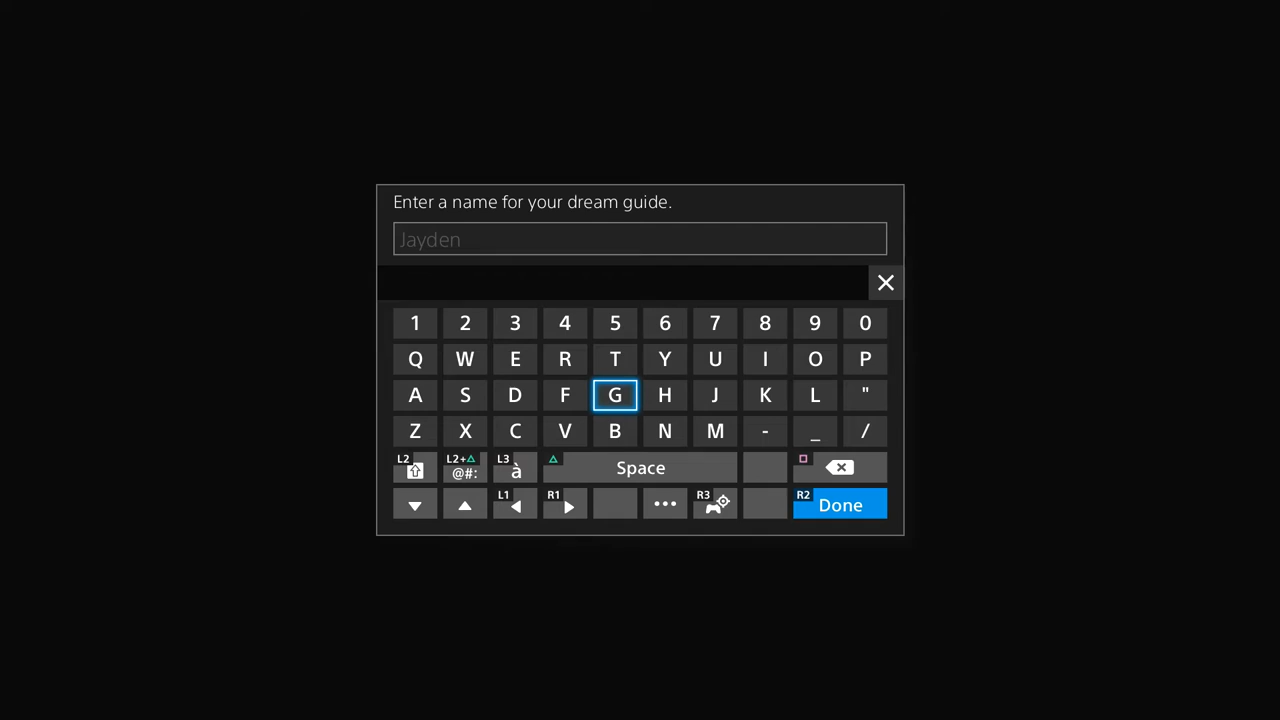 Enter a name for your dream guide.
Jayden
1 2 3 4 5 6 7 8 9 0
Q W E R T Y U I O P
A S D F G H J K L "
Z X C V B N M - _ /
L2 L2+△ @#: L3 à △ Space
L1 R1 ... R3 R2 Done